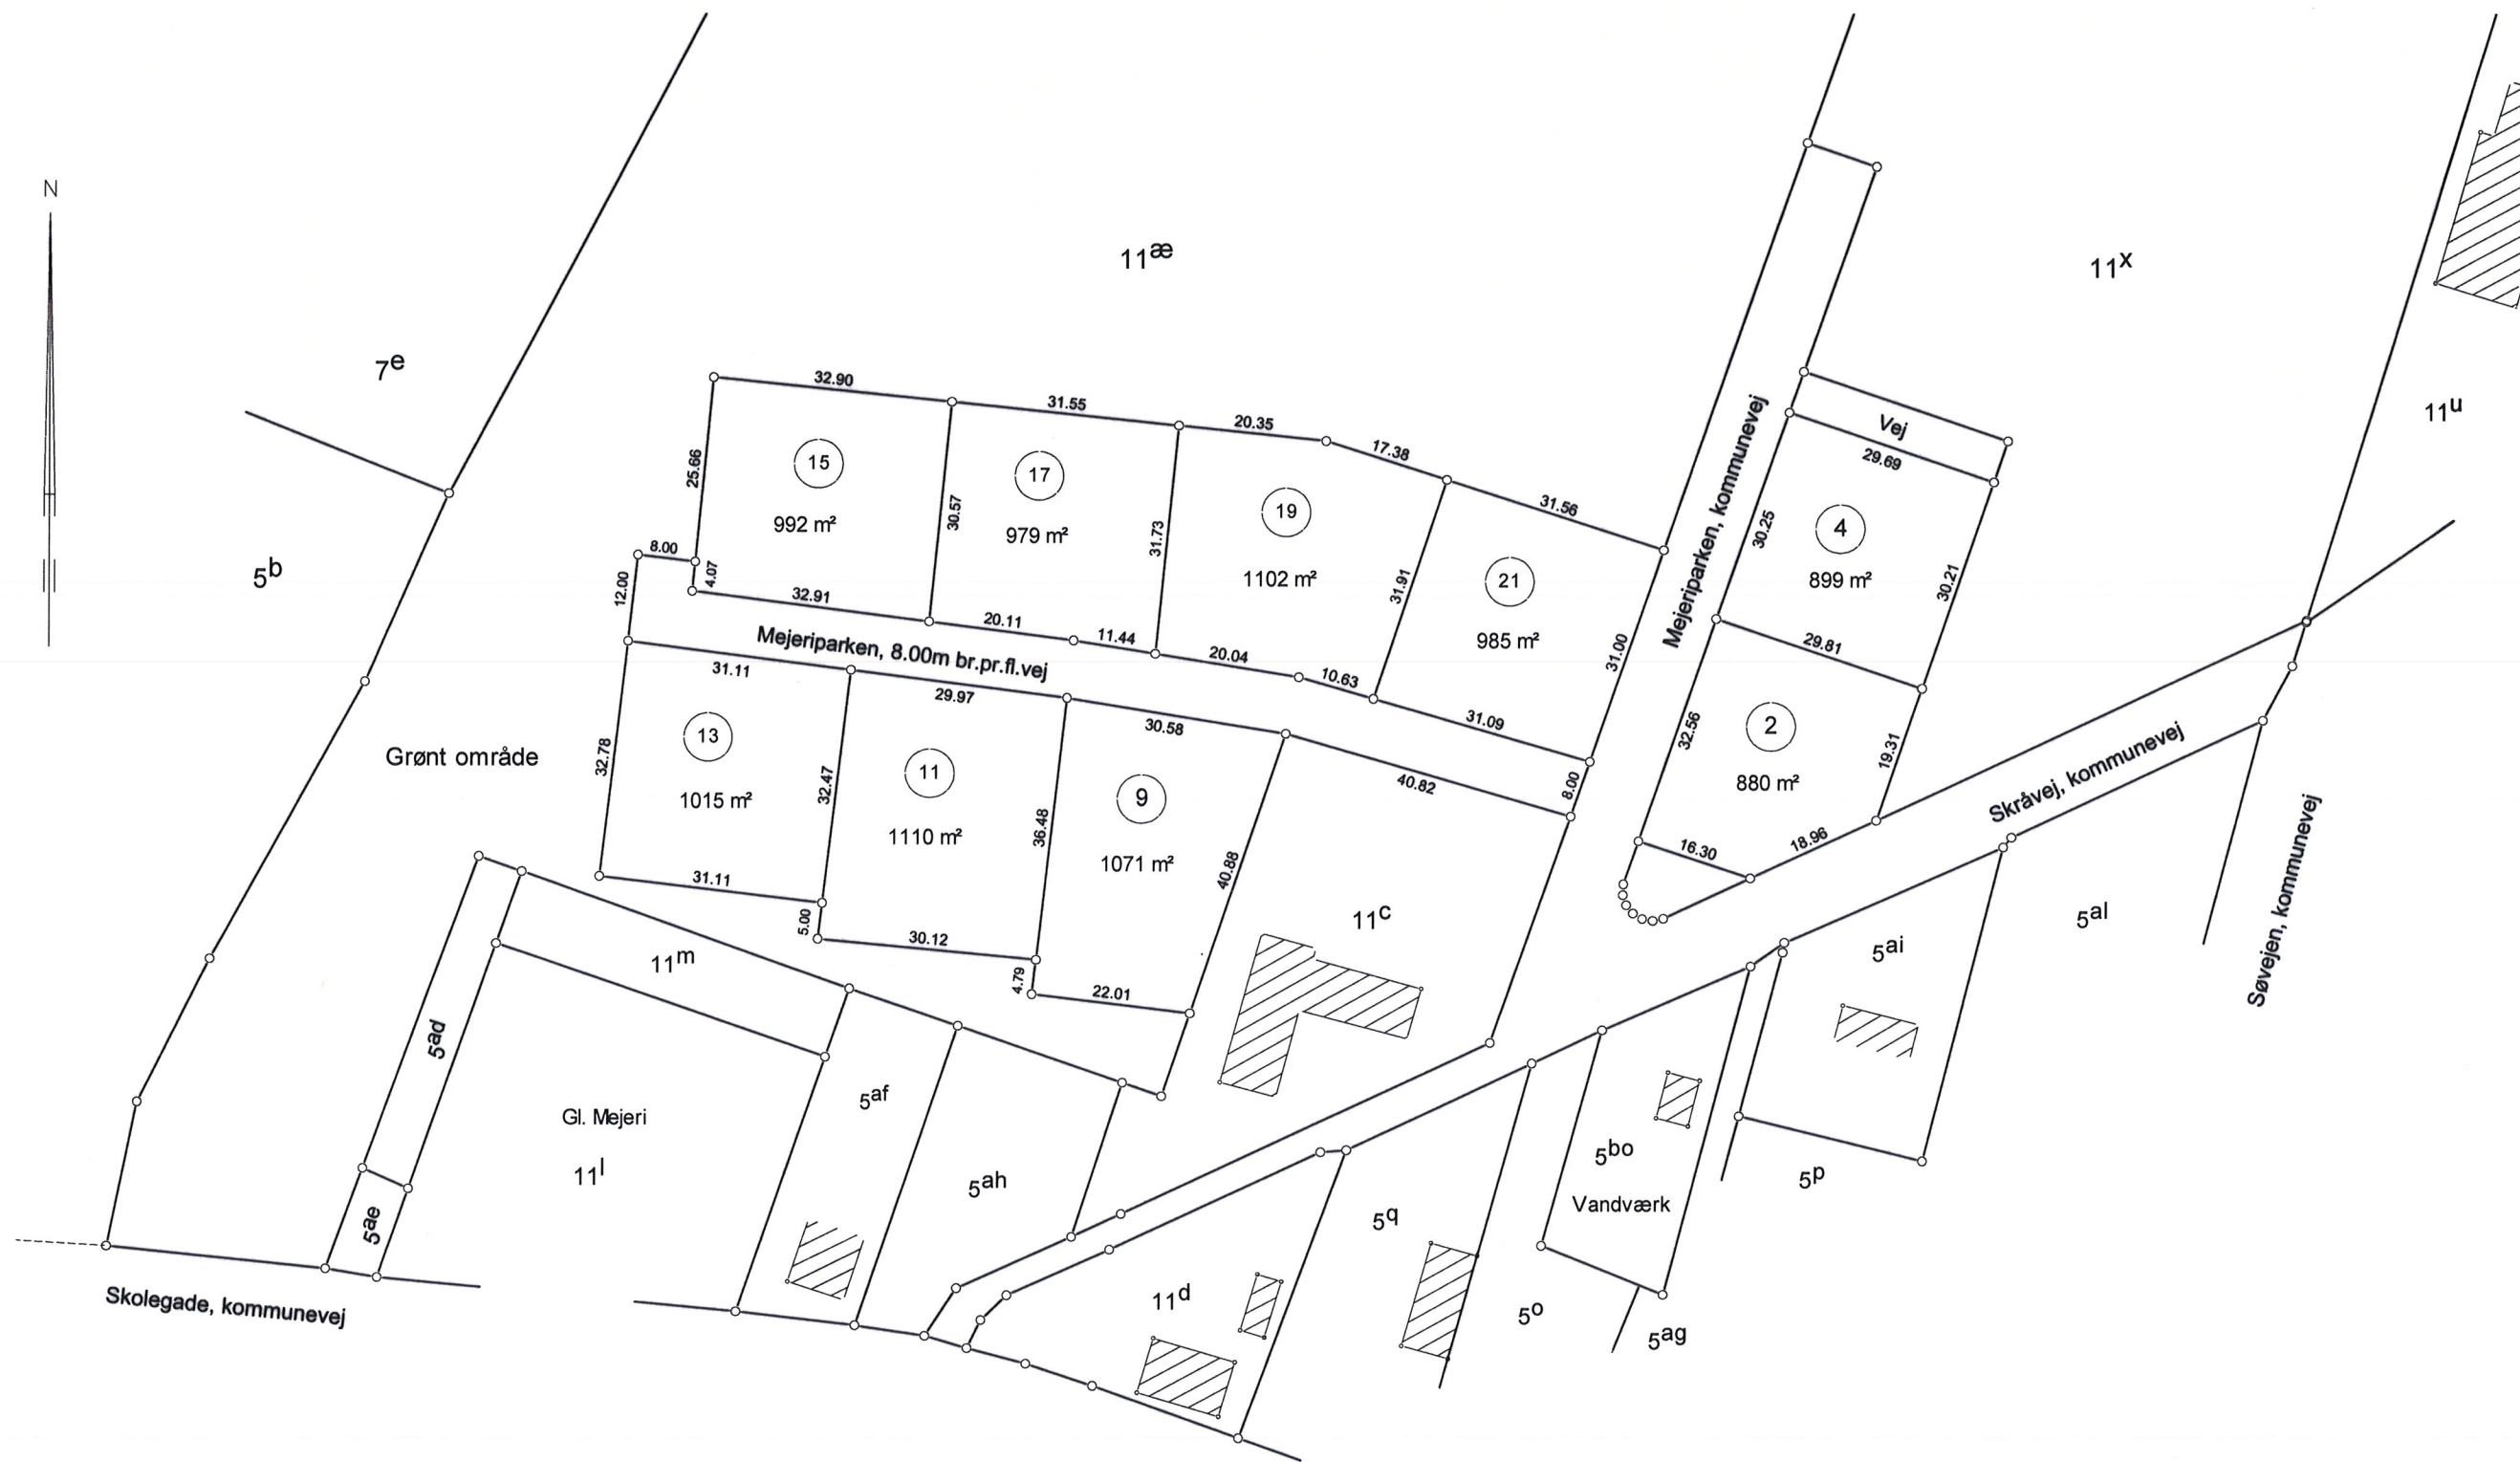 N
7e
5b
11æ
11x
11u
32.90
31.55
20.35
17.38
31.56
25.66
15
992 m²
30.57
17
979 m²
31.73
19
1102 m²
31.91
21
985 m²
31.00
8.00
4.07
12.00
32.91
20.11
11.44
20.04
10.63
31.09
8.00
Mejeriparken, 8.00m br.pr.fl.vej
Mejeriparken, kommunevej
Vej
29.69
30.25
4
899 m²
30.21
29.81
32.56
2
880 m²
19.31
16.30
18.96
Skråvej, kommunevej
Søvejen, kommunevej
Grønt område
31.11
29.97
30.58
40.82
32.78
13
1015 m²
32.47
11
1110 m²
36.48
9
1071 m²
40.88
31.11
5.00
30.12
4.79
22.01
11c
11m
5ad
5ae
Gl. Mejeri
11l
5af
5ah
11d
5q
5o
5bo
Vandværk
5ag
5p
5ai
5al
Skolegade, kommunevej